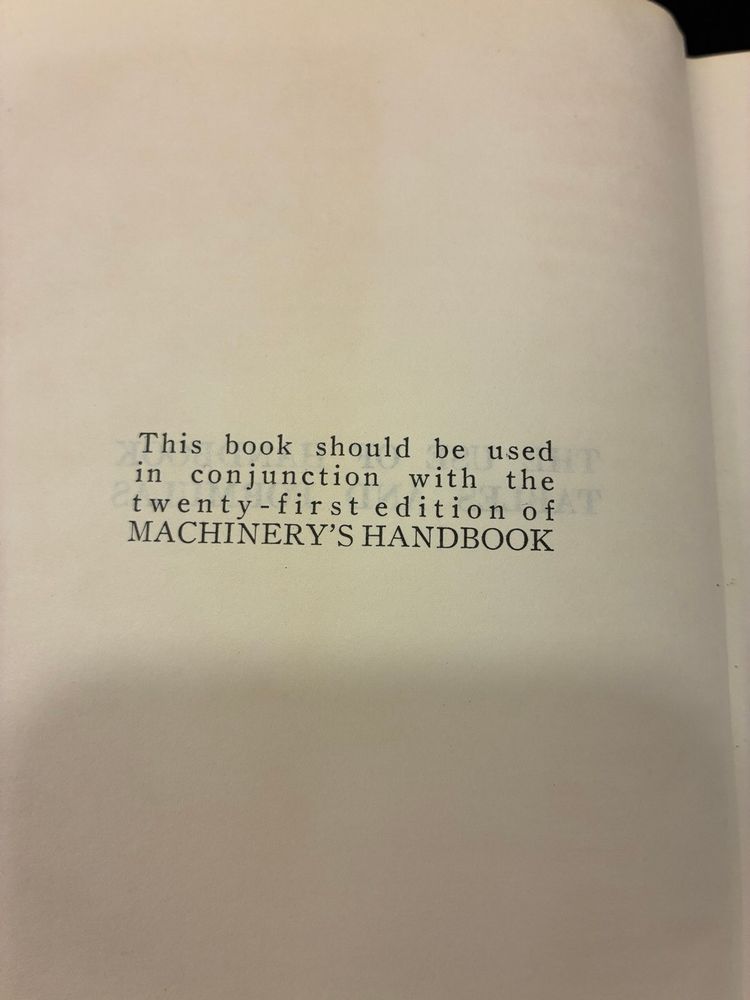 This book should be used
in conjunction with the
twenty-first edition of
MACHINERY'S HANDBOOK